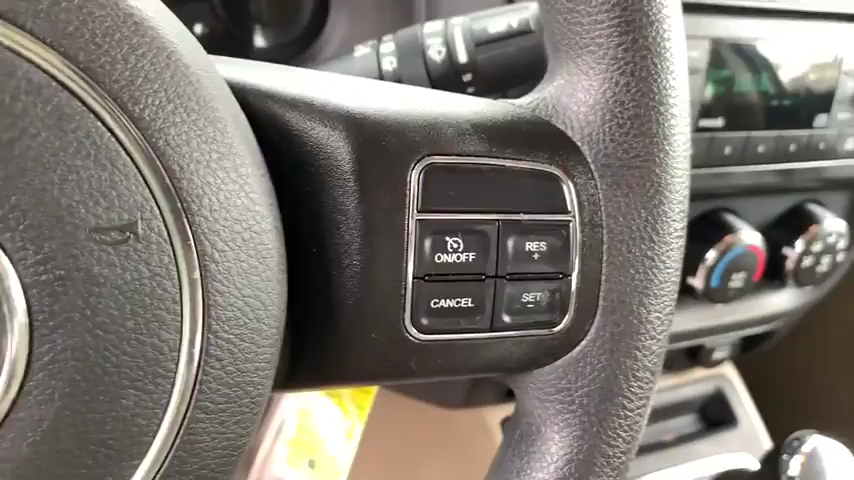 ON/OFF
RES
+
CANCEL
SET
-